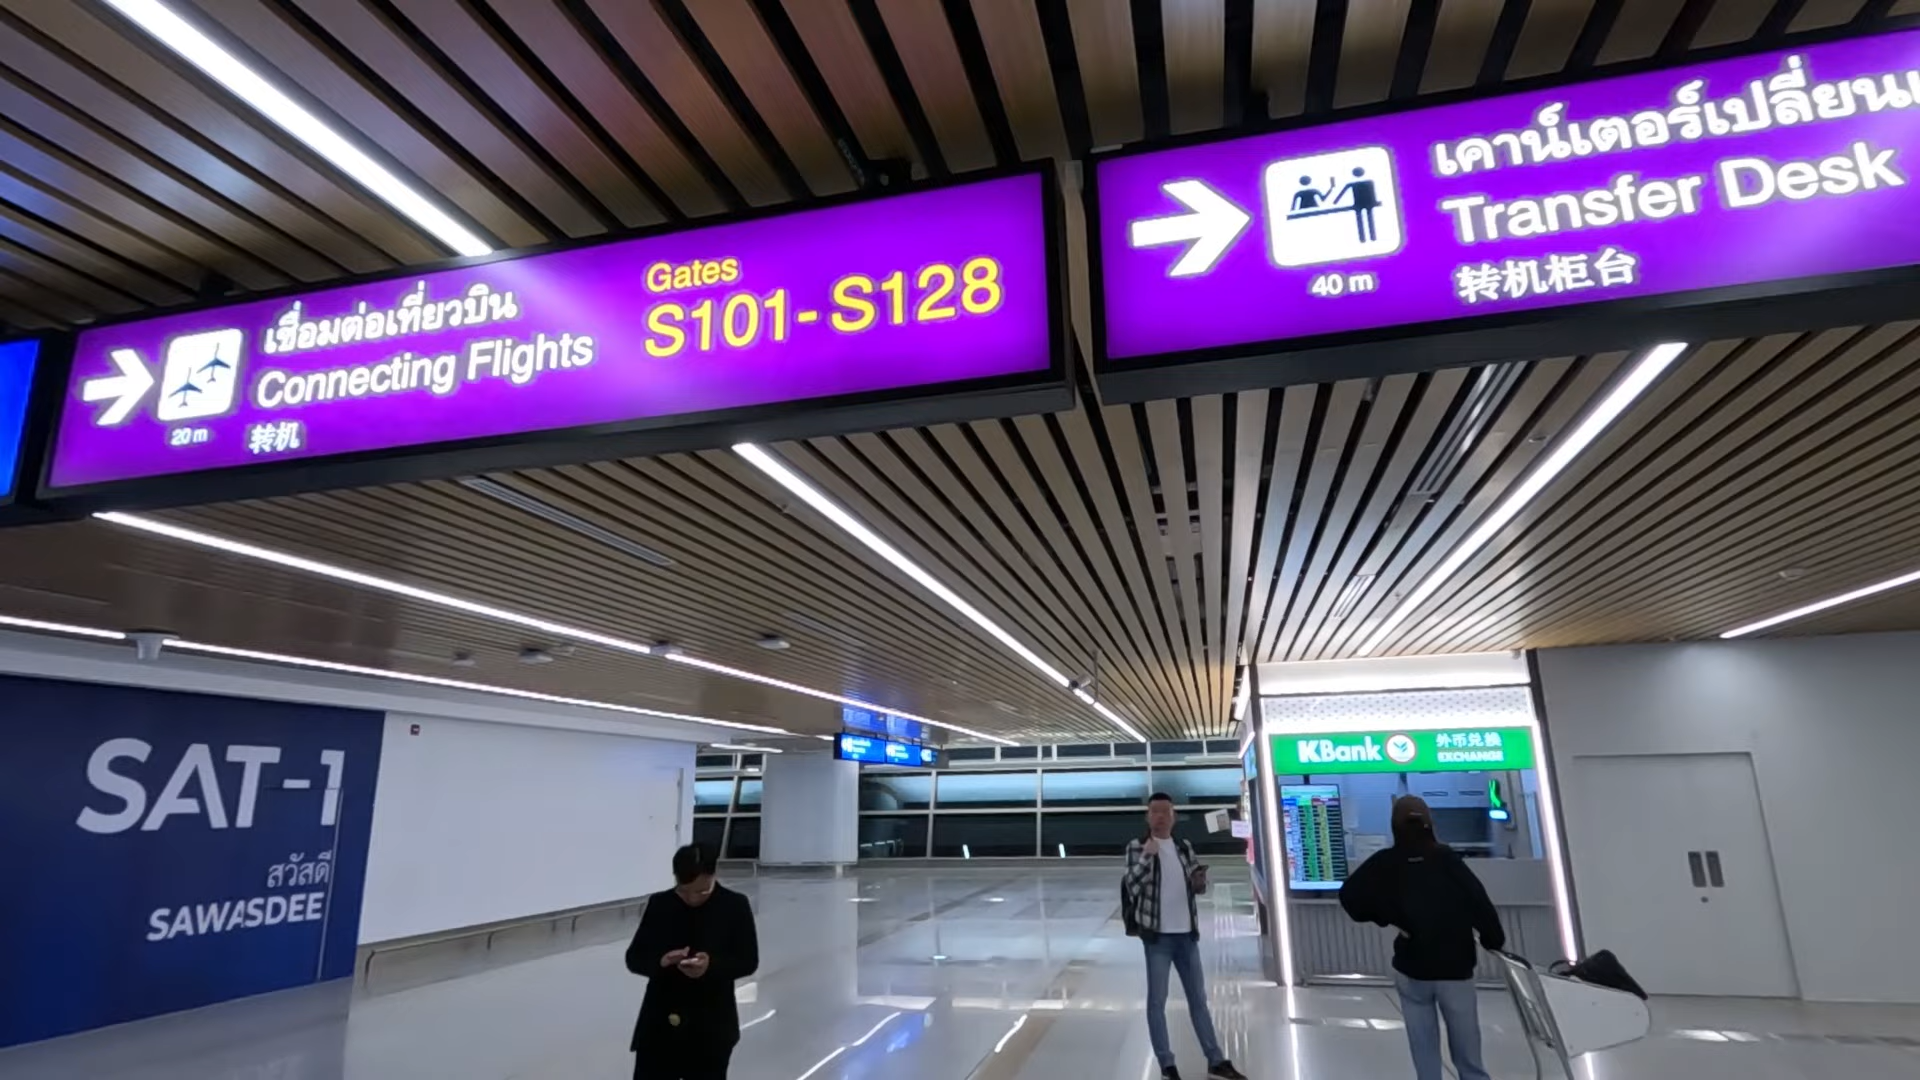 เชื่อมต่อเที่ยวบิน
Connecting Flights
转机
20 m
Gates
S101-S128
เคาน์เตอร์เปลี่ยน
Transfer Desk
转机柜台
40 m
SAT-1
สวัสดี
SAWASDEE
KBank
外币兑换
EXCHANGE